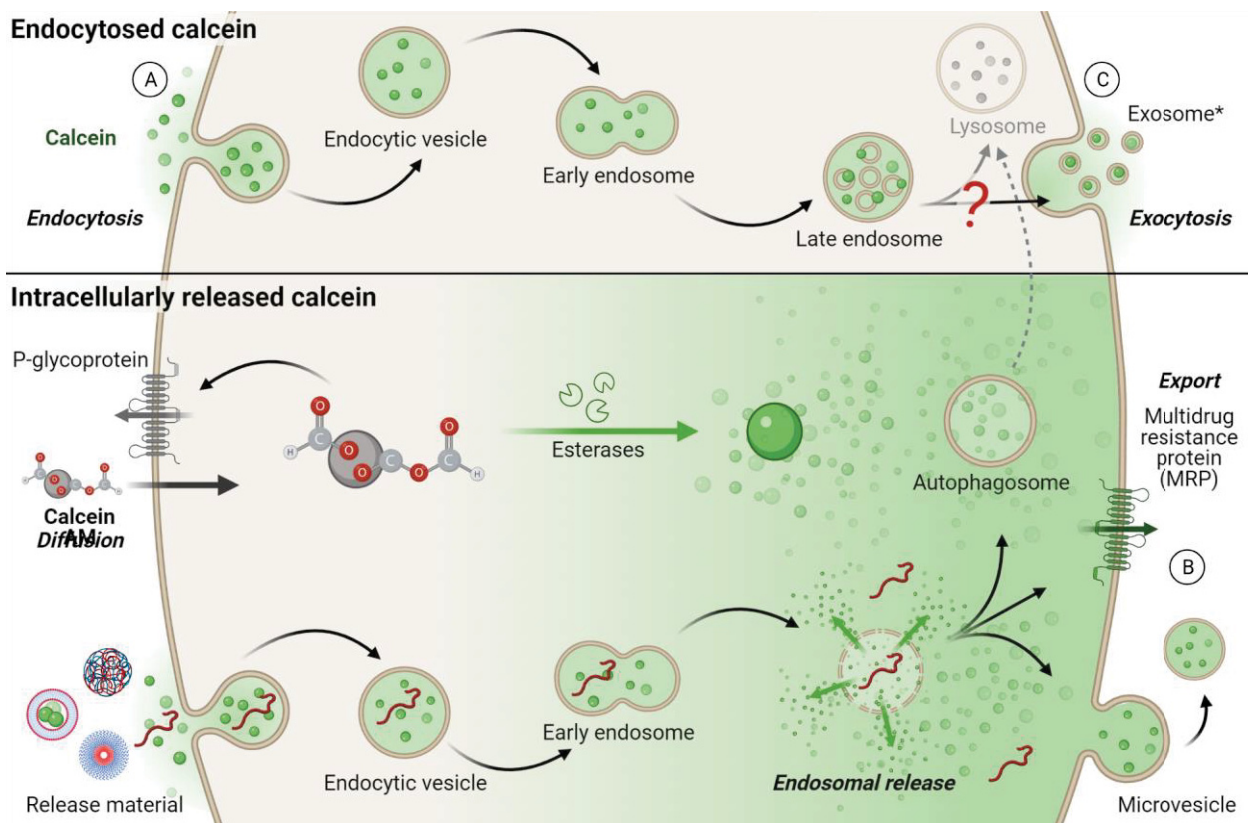 Endocytosed calcein
A
C
Calcein
Endocytosis
Endocytic vesicle
Early endosome
Late endosome
Lysosome
?
Exosome*
Exocytosis
Intracellularly released calcein
P-glycoprotein
Calcein
AM
Diffusion
O
C
O
O
C
O
O
H
H
O
O
O
C
O
O
C
O
H
H
Esterases
Autophagosome
Export
Multidrug
resistance
protein
(MRP)
B
Release material
Endocytic vesicle
Early endosome
Endosomal release
Microvesicle